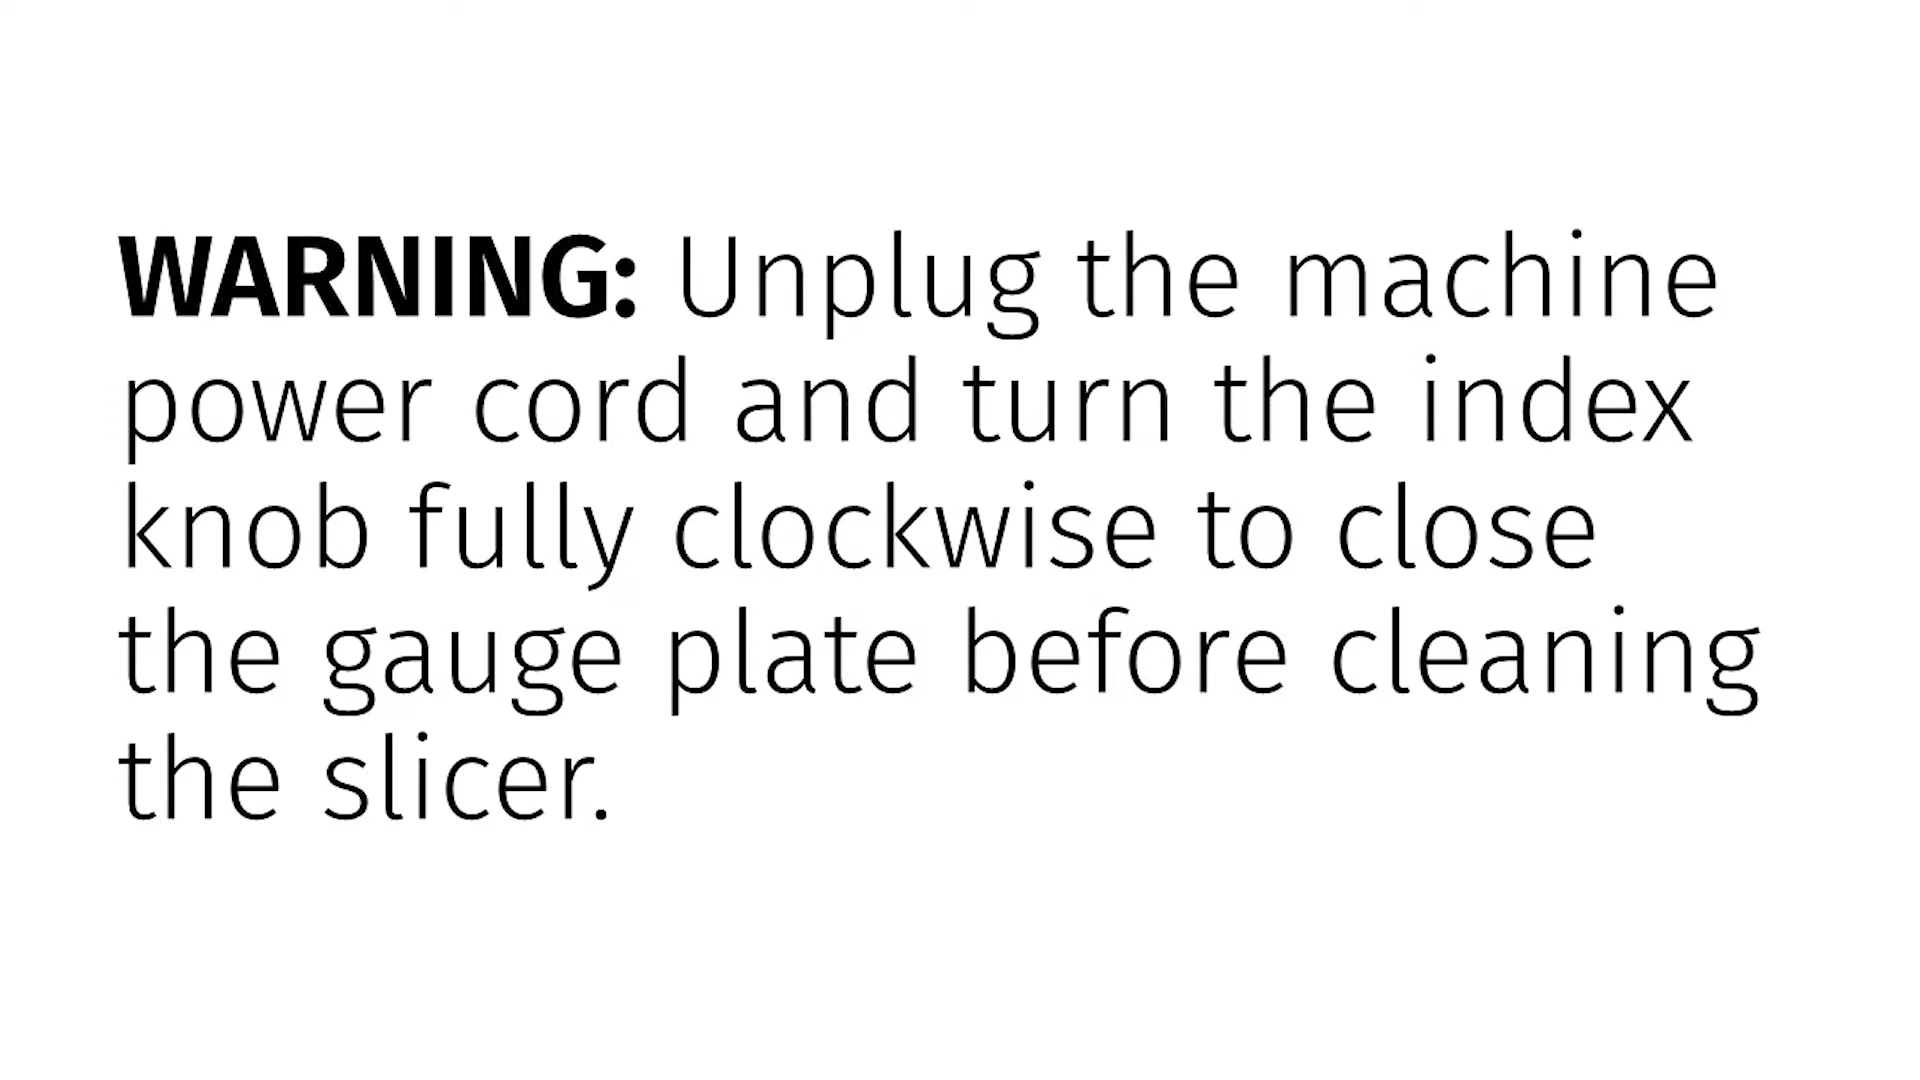 WARNING: Unplug the machine
power cord and turn the index
knob fully clockwise to close
the gauge plate before cleaning
the slicer.